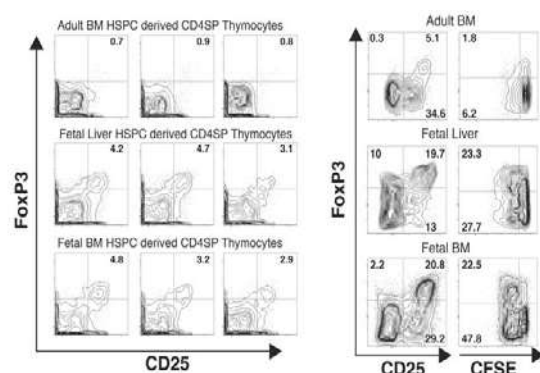 Adult BM HSPC derived CD4SP Thymocytes
0.7 0.9 0.8
Fetal Liver HSPC derived CD4SP Thymocytes
4.2 4.7 3.1
Fetal BM HSPC derived CD4SP Thymocytes
4.8 3.2 2.9
FoxP3
CD25
Adult BM
0.3 5.1 1.8
34.6 6.2
Fetal Liver
10 19.7 23.3
13 27.7
Fetal BM
2.2 20.8 22.5
29.2 47.8
FoxP3
CD25 CFSE